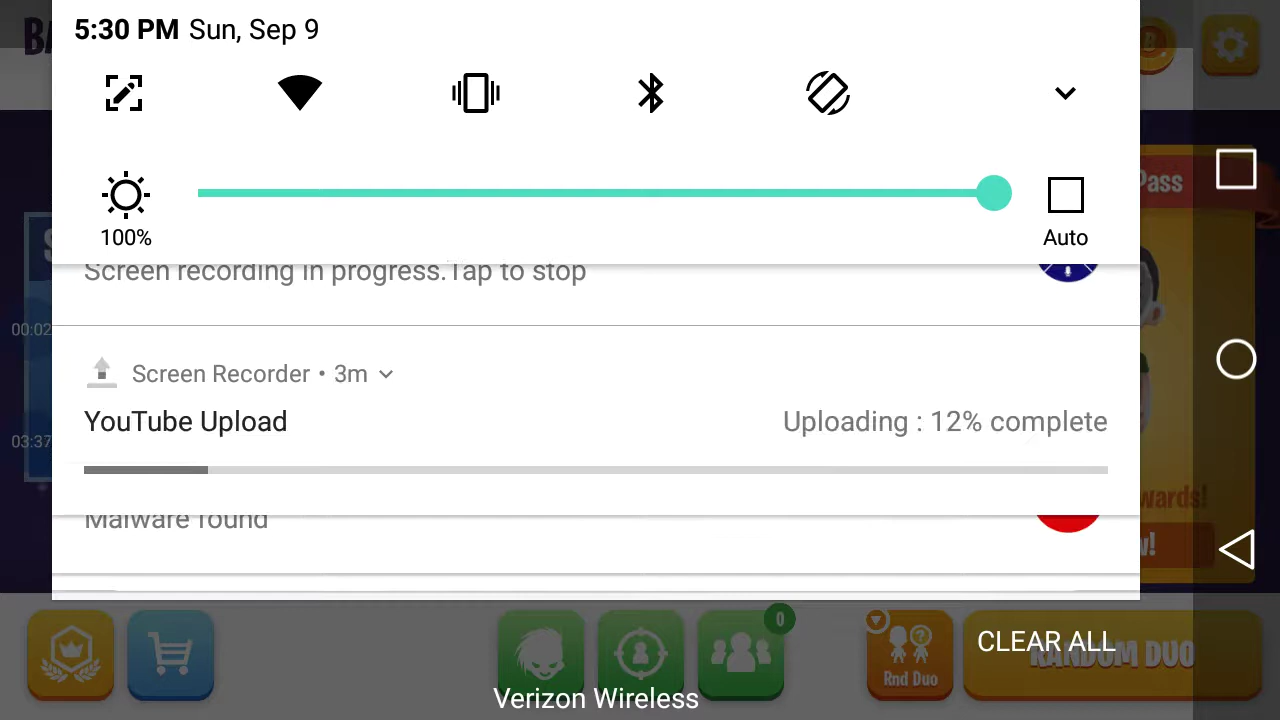 BA
5:30 PM Sun, Sep 9
100%
Auto
Pass
Screen recording in progress.Tap to stop
00:02
Screen Recorder • 3m
YouTube Upload
Uploading : 12% complete
03:37
wards!
Malware found
w!
0
CLEAR ALL
RANDOM DUO
Rnd Duo
Verizon Wireless